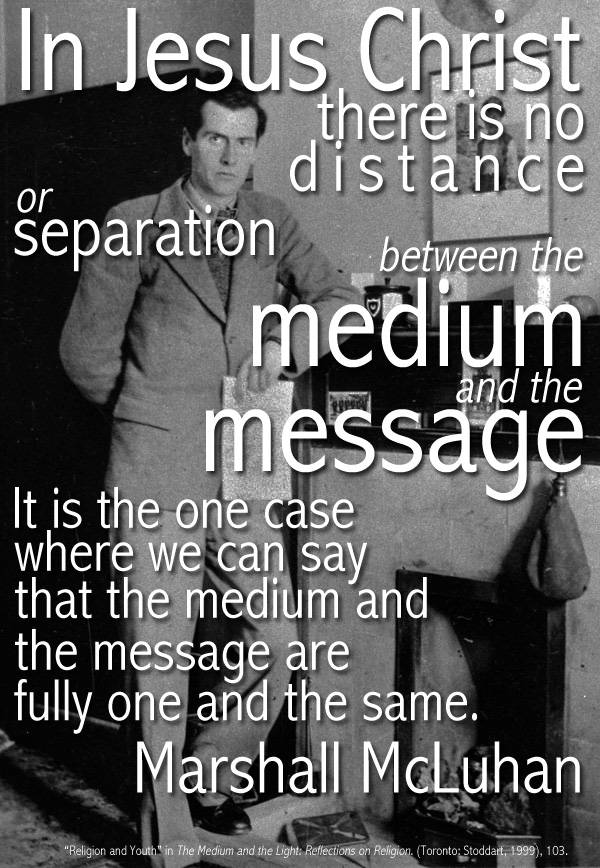 In Jesus Christ
there is no
distance
or
separation
between the
medium
and the
message
It is the one case
where we can say
that the medium and
the message are
fully one and the same.
Marshall McLuhan
“Religion and Youth” in The Medium and the Light: Reflections on Religion. (Toronto: Stoddart, 1999), 103.